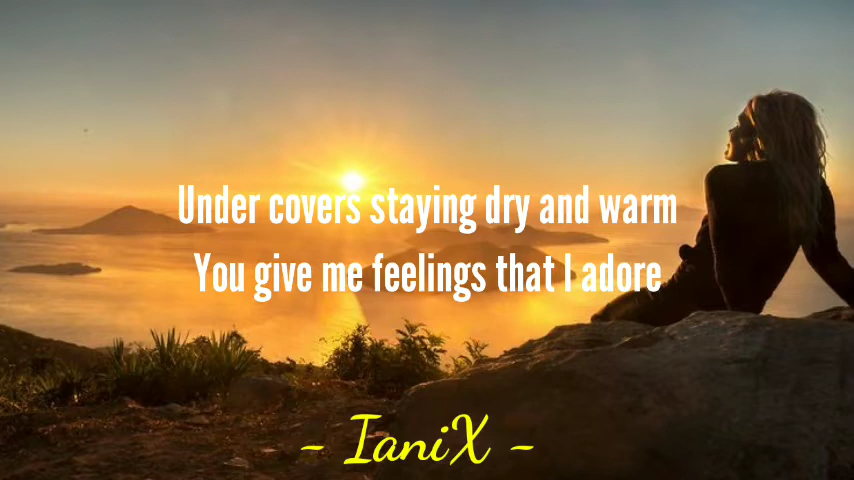 Under covers staying dry and warm
You give me feelings that I adore
~ IaniX ~